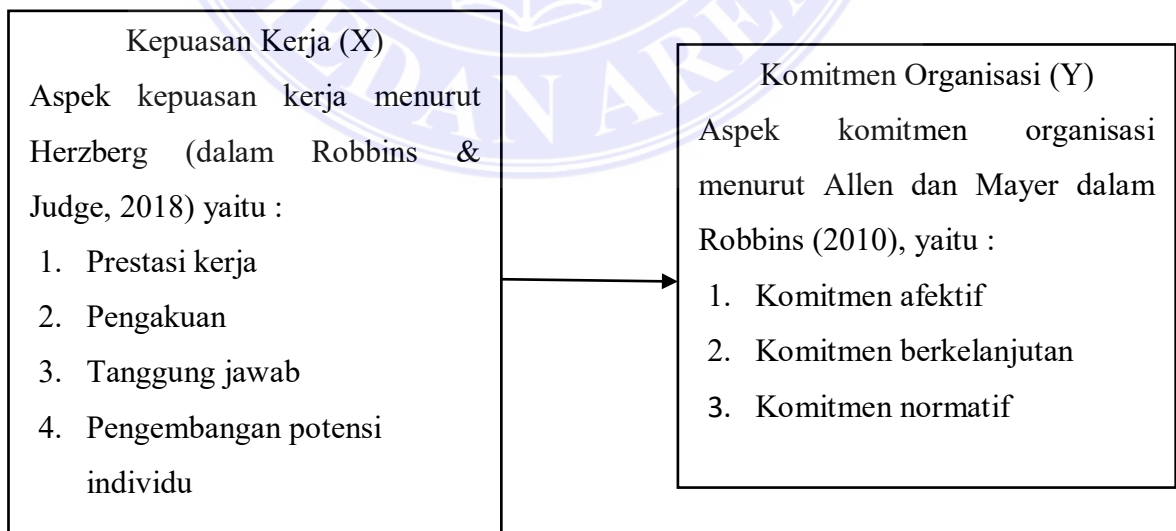 EDAN AREA
Kepuasan Kerja (X)
Aspek kepuasan kerja menurut
Herzberg (dalam Robbins &
Judge, 2018) yaitu :
1. Prestasi kerja
2. Pengakuan
3. Tanggung jawab
4. Pengembangan potensi
individu
Komitmen Organisasi (Y)
Aspek komitmen organisasi
menurut Allen dan Mayer dalam
Robbins (2010), yaitu :
1. Komitmen afektif
2. Komitmen berkelanjutan
3. Komitmen normatif